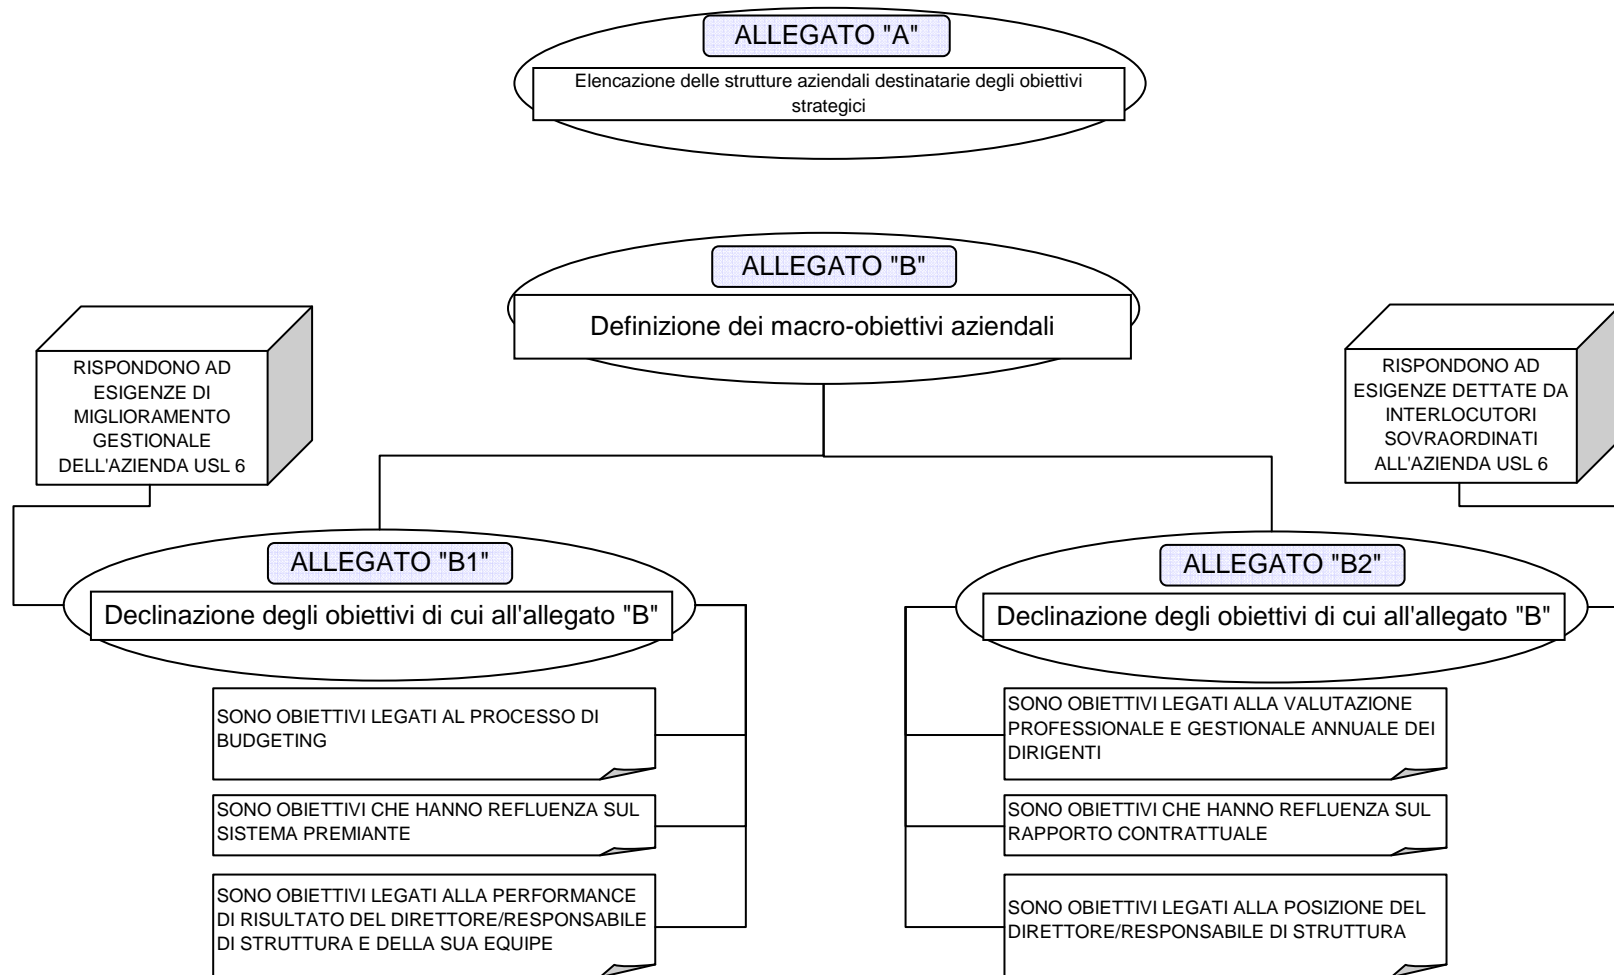 ALLEGATO "A"
Elencazione delle strutture aziendali destinatarie degli obiettivi
strategici
ALLEGATO "B"
Definizione dei macro-obiettivi aziendali
RISPONDONO AD
ESIGENZE DI
MIGLIORAMENTO
GESTIONALE
DELL'AZIENDA USL 6
RISPONDONO AD
ESIGENZE DETTATE DA
INTERLOCUTORI
SOVRAORDINATI
ALL'AZIENDA USL 6
ALLEGATO "B1"
Declinazione degli obiettivi di cui all'allegato "B"
SONO OBIETTIVI LEGATI AL PROCESSO DI
BUDGETING
SONO OBIETTIVI CHE HANNO REFLUENZA SUL
SISTEMA PREMIANTE
SONO OBIETTIVI LEGATI ALLA PERFORMANCE
DI RISULTATO DEL DIRETTORE/RESPONSABILE
DI STRUTTURA E DELLA SUA EQUIPE
ALLEGATO "B2"
Declinazione degli obiettivi di cui all'allegato "B"
SONO OBIETTIVI LEGATI ALLA VALUTAZIONE
PROFESSIONALE E GESTIONALE ANNUALE DEI
DIRIGENTI
SONO OBIETTIVI CHE HANNO REFLUENZA SUL
RAPPORTO CONTRATTUALE
SONO OBIETTIVI LEGATI ALLA POSIZIONE DEL
DIRETTORE/RESPONSABILE DI STRUTTURA